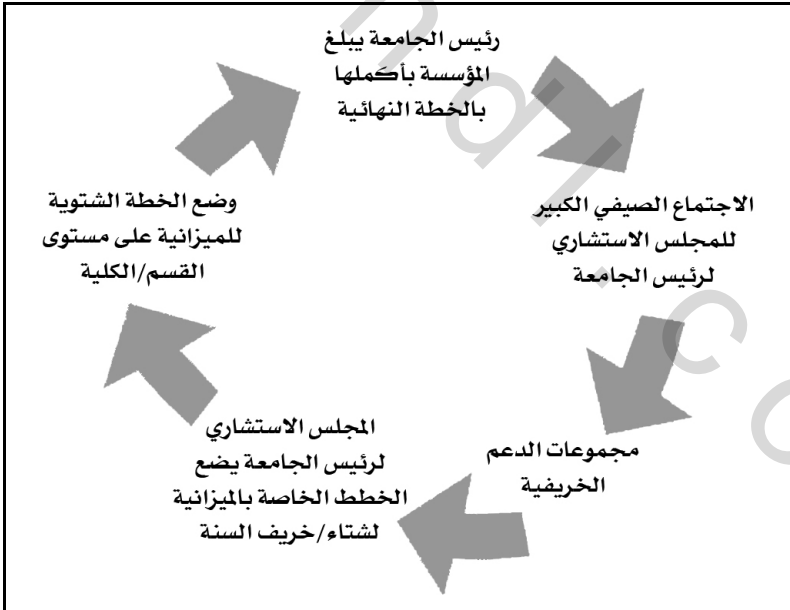 رئيس الجامعة يبلغ
المؤسسة بأكملها
بالخطة النهائية
الاجتماع الصيفي الكبير
للمجلس الاستشاري
لرئيس الجامعة
مجموعات الدعم
الخريفية
المجلس الاستشاري
لرئيس الجامعة يضع
الخطط الخاصة بالميزانية
لشتاء/خريف السنة
وضع الخطة الشتوية
للميزانية على مستوى
القسم/الكلية